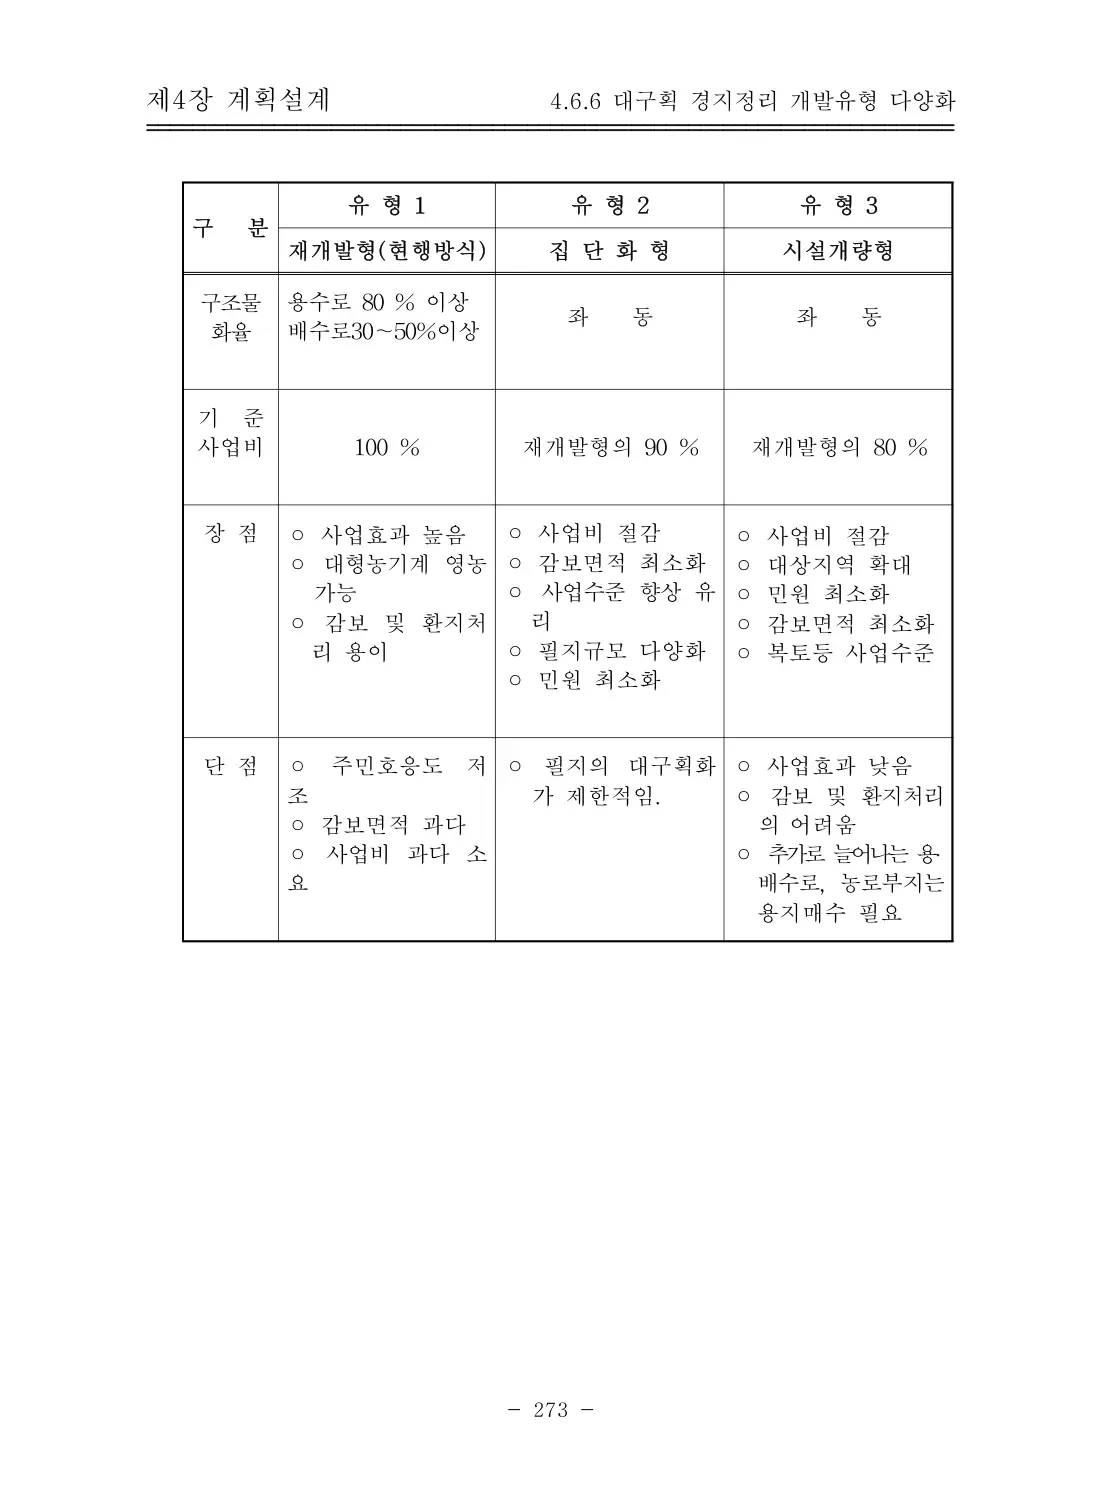 제4장 계획설계
4.6.6 대구획 경지정리 개발유형 다양화
구 분
유 형 1
유 형 2
유 형 3
재개발형(현행방식)
집 단 화 형
시설개량형
구조물
화율
용수로 80 % 이상
배수로30~50%이상
좌 동
좌 동
기 준
사업비
100 %
재개발형의 90 %
재개발형의 80 %
장 점
○ 사업효과 높음
○ 대형농기계 영농
가능
○ 감보 및 환지처
리 용이
○ 사업비 절감
○ 감보면적 최소화
○ 사업수준 향상 유
리
○ 필지규모 다양화
○ 민원 최소화
○ 사업비 절감
○ 대상지역 확대
○ 민원 최소화
○ 감보면적 최소화
○ 복토등 사업수준
단 점
○ 주민호응도 저
조
○ 감보면적 과다
○ 사업비 과다 소
요
○ 필지의 대구획화
가 제한적임.
○ 사업효과 낮음
○ 감보 및 환지처리
의 어려움
○ 추가로 늘어나는 용·
배수로, 농로부지는
용지매수 필요
- 273 -